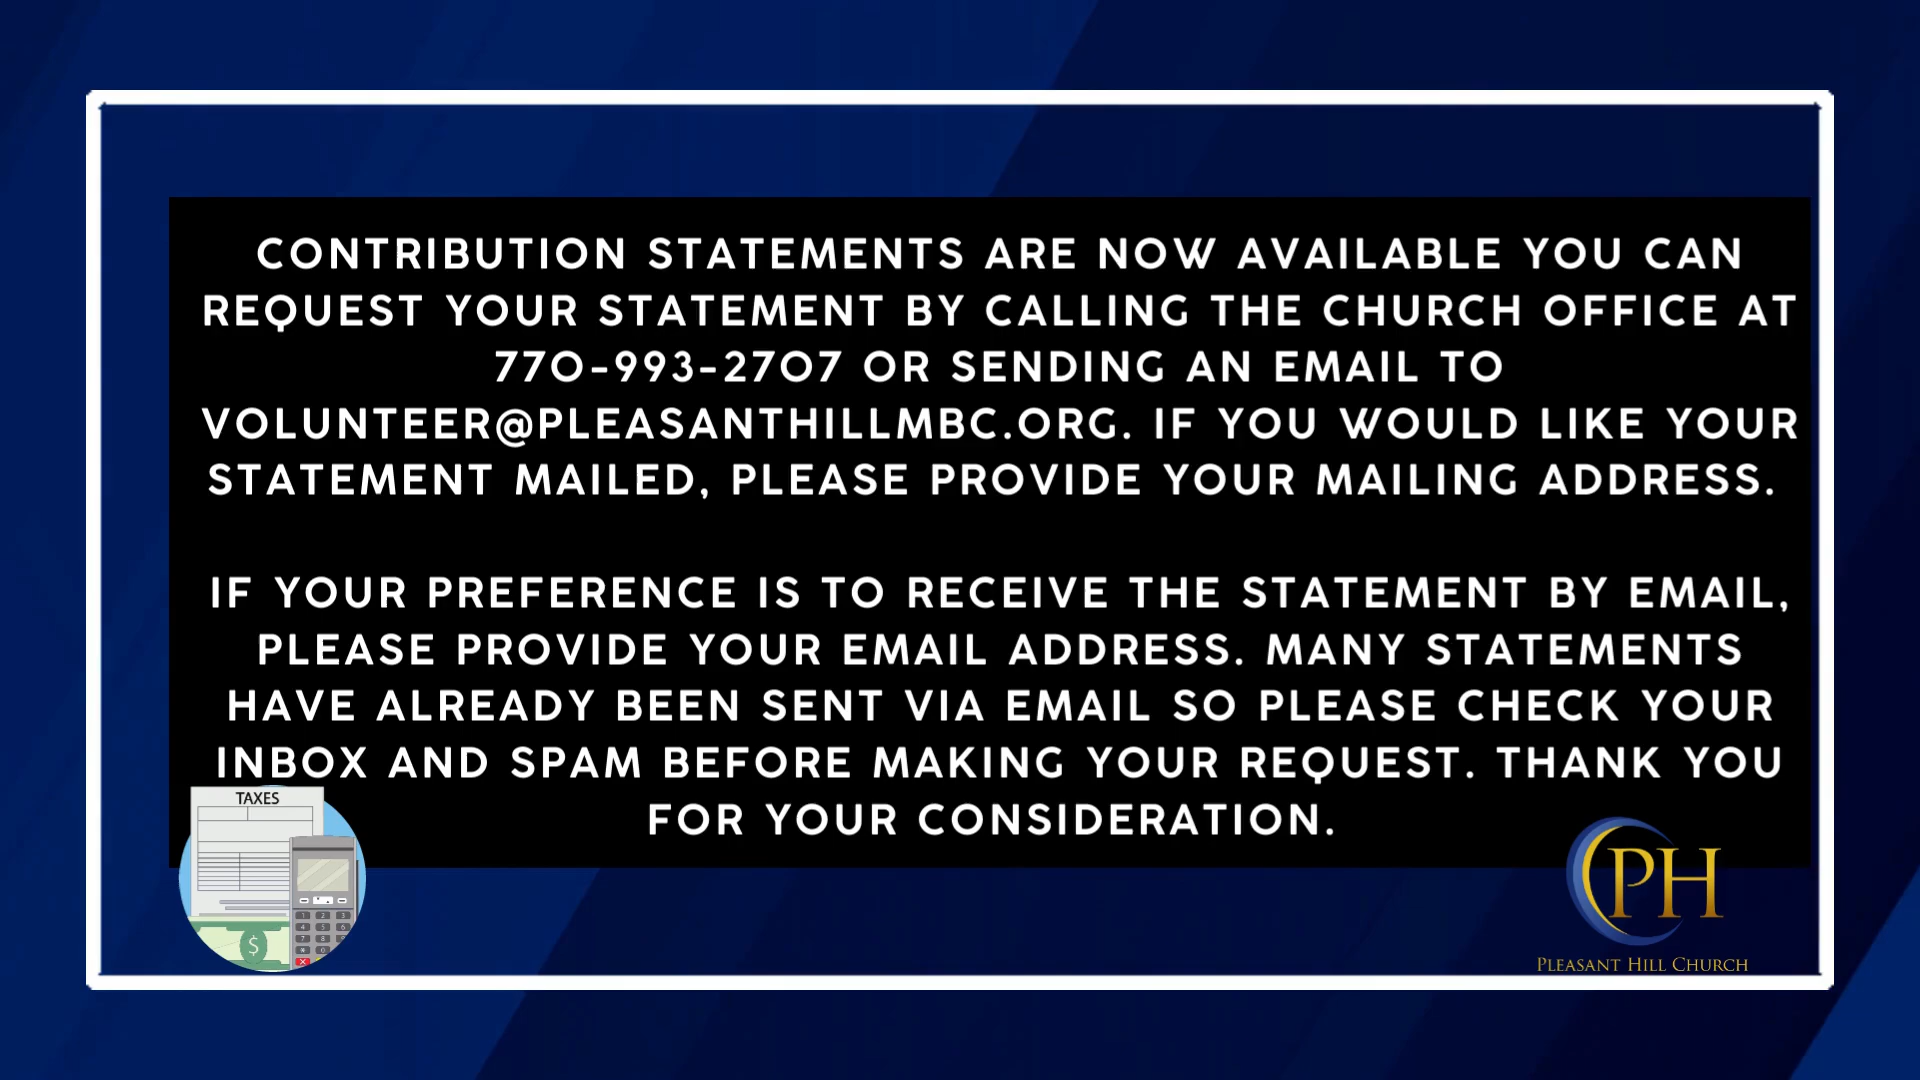 CONTRIBUTION STATEMENTS ARE NOW AVAILABLE YOU CAN
REQUEST YOUR STATEMENT BY CALLING THE CHURCH OFFICE AT
770-993-2707 OR SENDING AN EMAIL TO
VOLUNTEER@PLEASANTHILLMBC.ORG. IF YOU WOULD LIKE YOUR
STATEMENT MAILED, PLEASE PROVIDE YOUR MAILING ADDRESS.
IF YOUR PREFERENCE IS TO RECEIVE THE STATEMENT BY EMAIL,
PLEASE PROVIDE YOUR EMAIL ADDRESS. MANY STATEMENTS
HAVE ALREADY BEEN SENT VIA EMAIL SO PLEASE CHECK YOUR
INBOX AND SPAM BEFORE MAKING YOUR REQUEST. THANK YOU
FOR YOUR CONSIDERATION.
TAXES
$
PH
PLEASANT HILL CHURCH